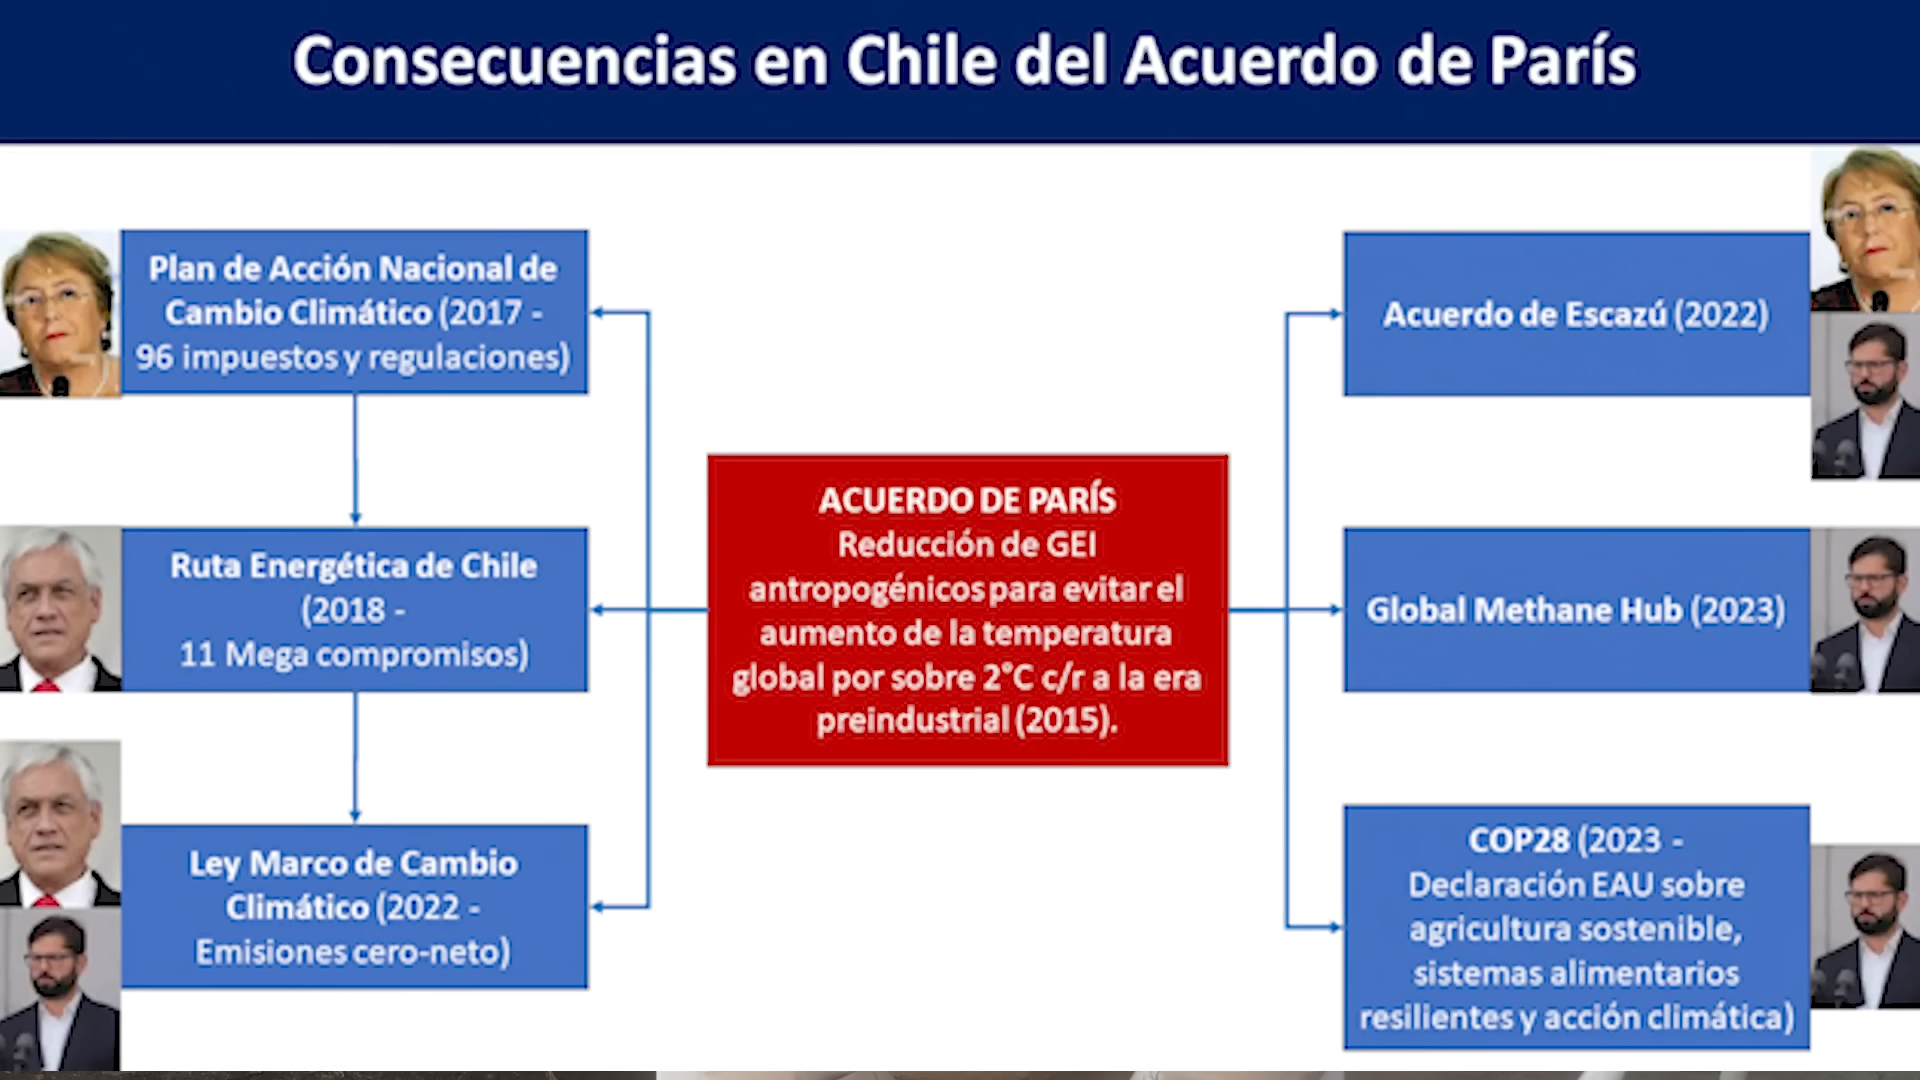 Consecuencias en Chile del Acuerdo de París
Plan de Acción Nacional de
Cambio Climático (2017 -
96 impuestos y regulaciones)
Ruta Energética de Chile
(2018 -
11 Mega compromisos)
Ley Marco de Cambio
Climático (2022 -
Emisiones cero-neto)
ACUERDO DE PARÍS
Reducción de GEI
antropogénicos para evitar el
aumento de la temperatura
global por sobre 2°C c/r a la era
preindustrial (2015).
Acuerdo de Escazú (2022)
Global Methane Hub (2023)
COP28 (2023 -
Declaración EAU sobre
agricultura sostenible,
sistemas alimentarios
resilientes y acción climática)